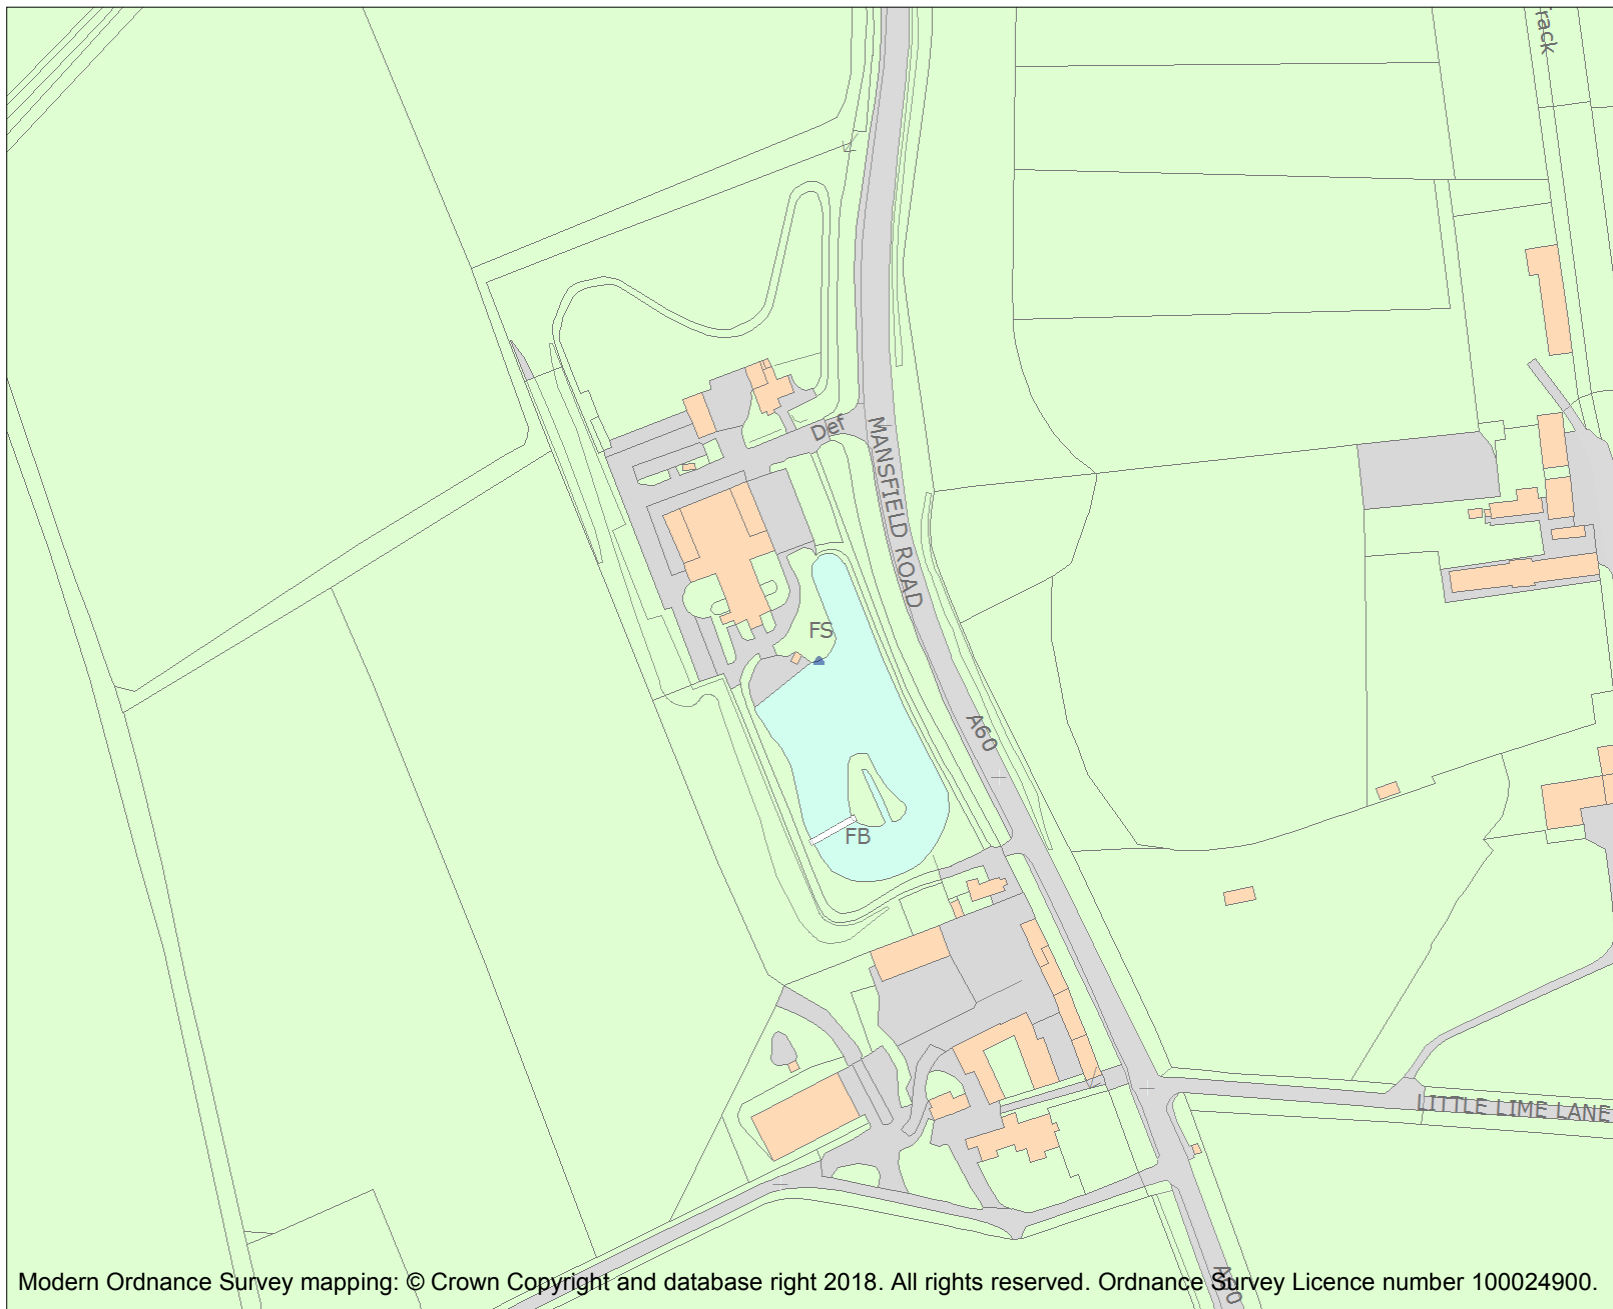 Track
Def
MANSFIELD ROAD
FS
A60
FB
LITTLE LIME LANE
A60
Modern Ordnance Survey mapping: © Crown Copyright and database right 2018. All rights reserved. Ordnance Survey Licence number 100024900.